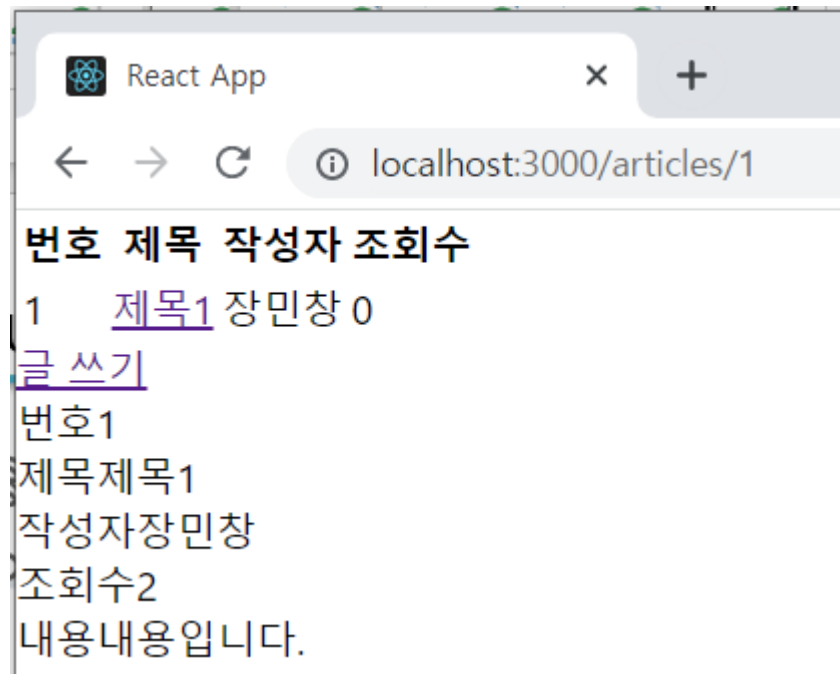 React App
localhost:3000/articles/1
번호 제목 작성자 조회수
1 제목1 장민창 0
글 쓰기
번호1
제목제목1
작성자장민창
조회수2
내용내용입니다.